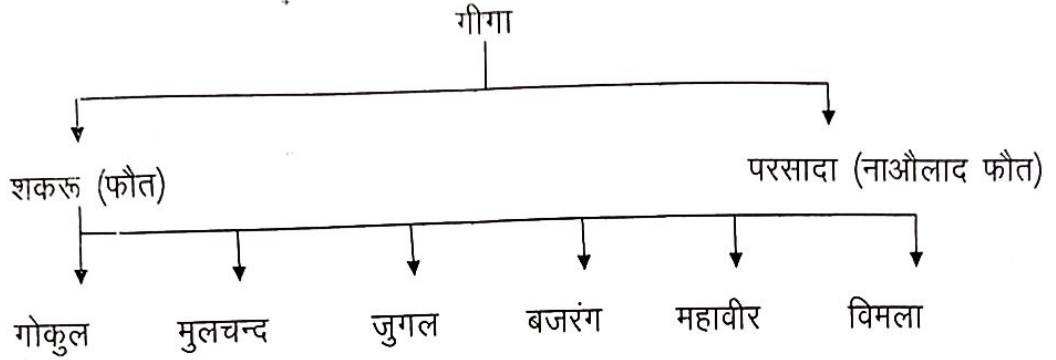 गीगा
शकरू (फौत) परसादा (नाऔलाद फौत)
गोकुल मुलचन्द जुगल बजरंग महावीर विमला